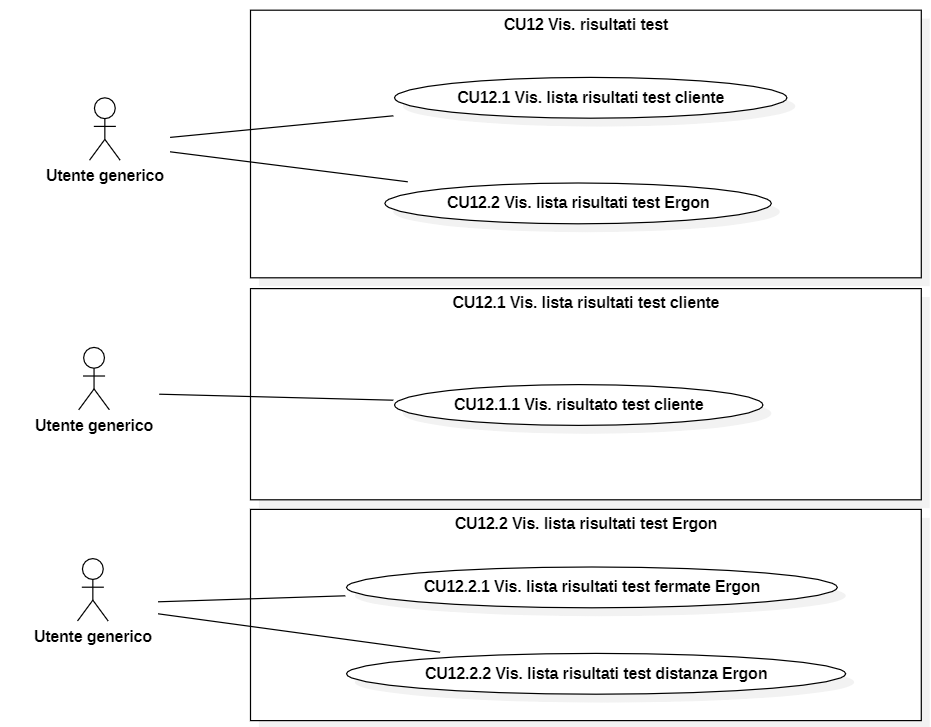 CU12 Vis. risultati test
CU12.1 Vis. lista risultati test cliente
Utente generico
CU12.2 Vis. lista risultati test Ergon
CU12.1 Vis. lista risultati test cliente
CU12.1.1 Vis. risultato test cliente
Utente generico
CU12.2 Vis. lista risultati test Ergon
CU12.2.1 Vis. lista risultati test fermate Ergon
Utente generico
CU12.2.2 Vis. lista risultati test distanza Ergon